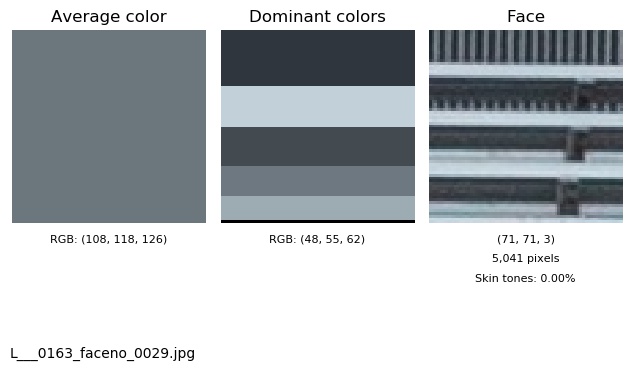 Average color
Dominant colors
Face
RGB: (108, 118, 126)
RGB: (48, 55, 62)
(71, 71, 3)
5,041 pixels
Skin tones: 0.00%
L___0163_faceno_0029.jpg